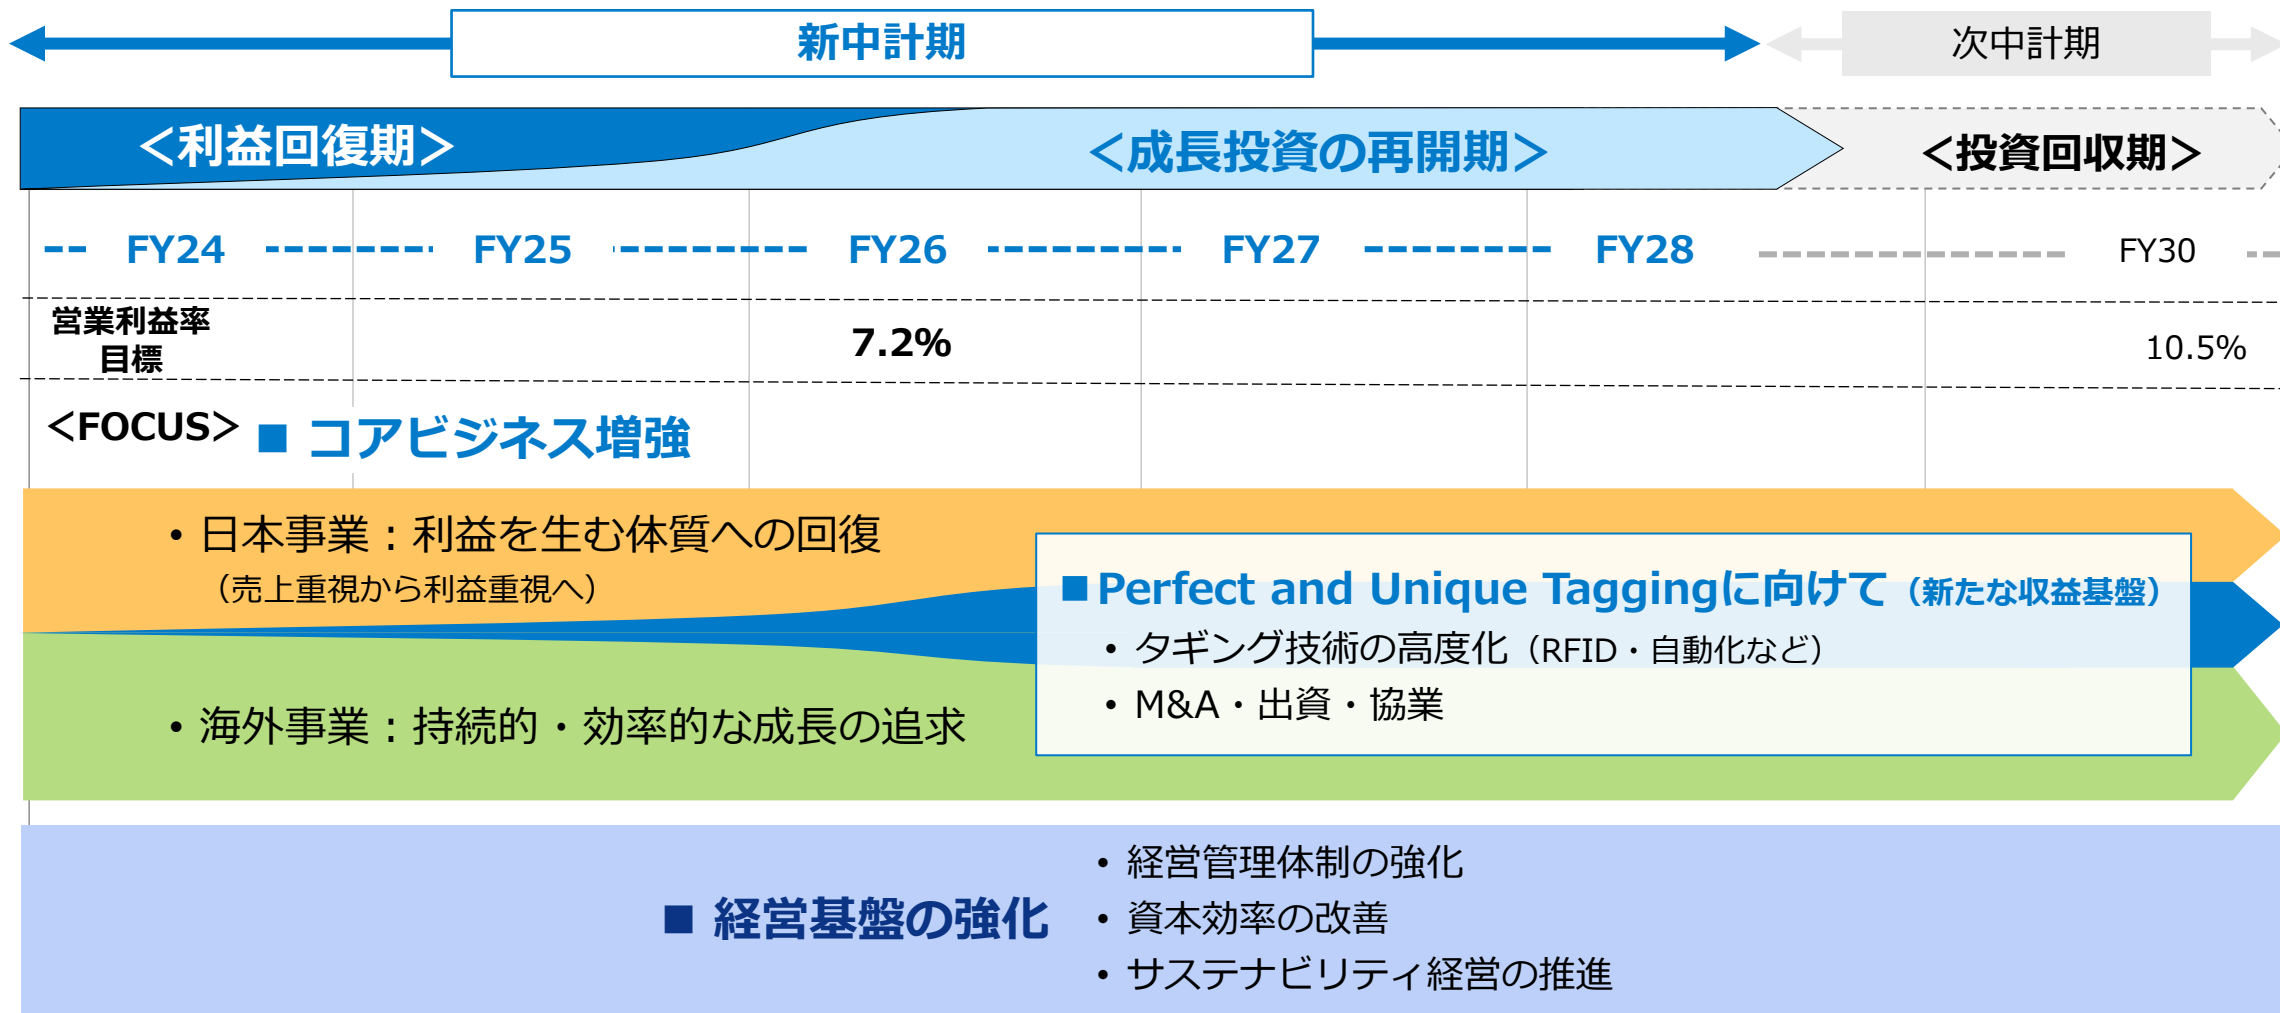 新中計期
次中計期
＜利益回復期＞
＜成長投資の再開期＞
＜投資回収期＞
FY24
FY25
FY26
FY27
FY28
FY30
営業利益率
目標
7.2%
10.5%
＜FOCUS＞
■ コアビジネス増強
• 日本事業：利益を生む体質への回復
（売上重視から利益重視へ）
■Perfect and Unique Taggingに向けて（新たな収益基盤）
• タギング技術の高度化（RFID・自動化など）
• M&A・出資・協業
• 海外事業：持続的・効率的な成長の追求
■ 経営基盤の強化
• 経営管理体制の強化
• 資本効率の改善
• サステナビリティ経営の推進